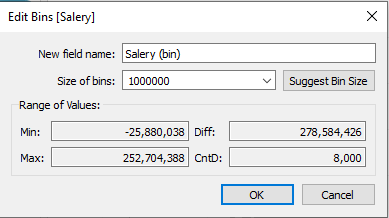 Edit Bins [Salery]
New field name: Salery (bin)
Size of bins: 1000000 Suggest Bin Size
Range of Values:
Min: -25,880,038 Diff: 278,584,426
Max: 252,704,388 CntD: 8,000
OK Cancel